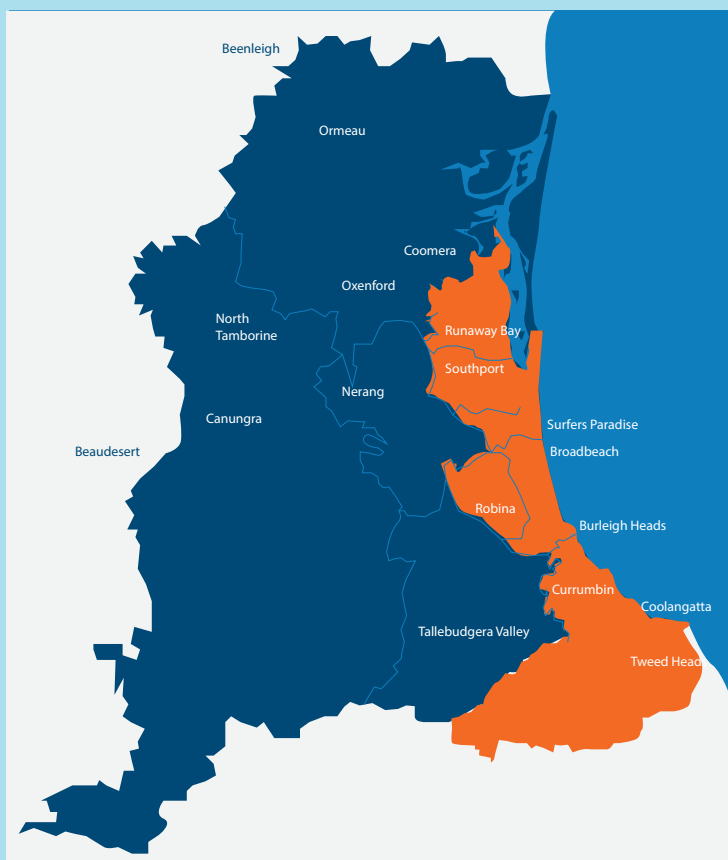 Beenleigh
Ormeau
Coomera
Oxenford
North
Tamborine
Runaway Bay
Southport
Nerang
Canungra
Surfers Paradise
Beaudesert
Broadbeach
Robina
Burleigh Heads
Currumbin
Coolangatta
Tallebudgera Valley
Tweed Head